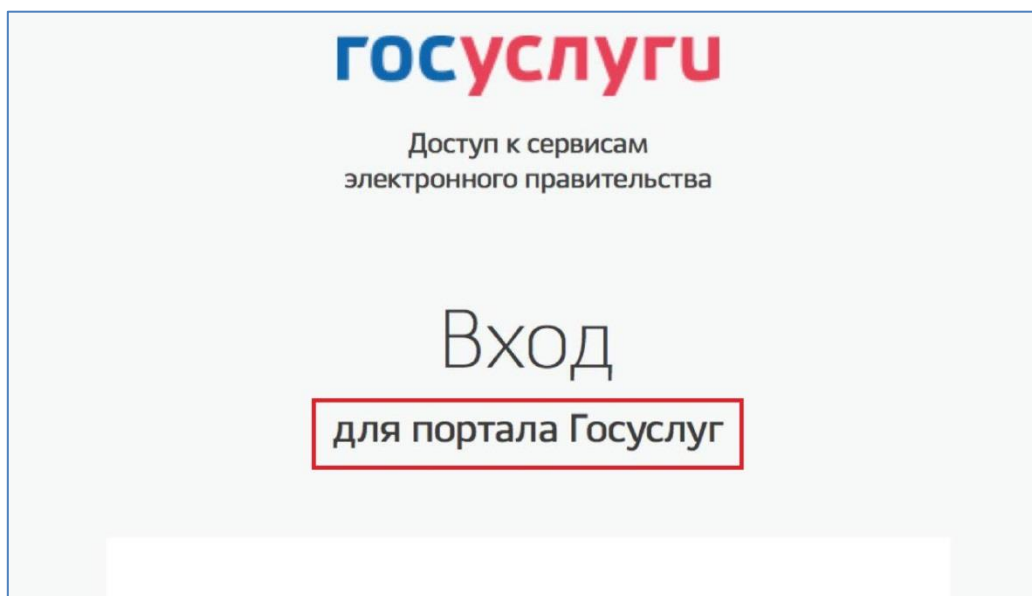 госуслуги
Доступ к сервисам
электронного правительства
Вход
для портала Госуслуг